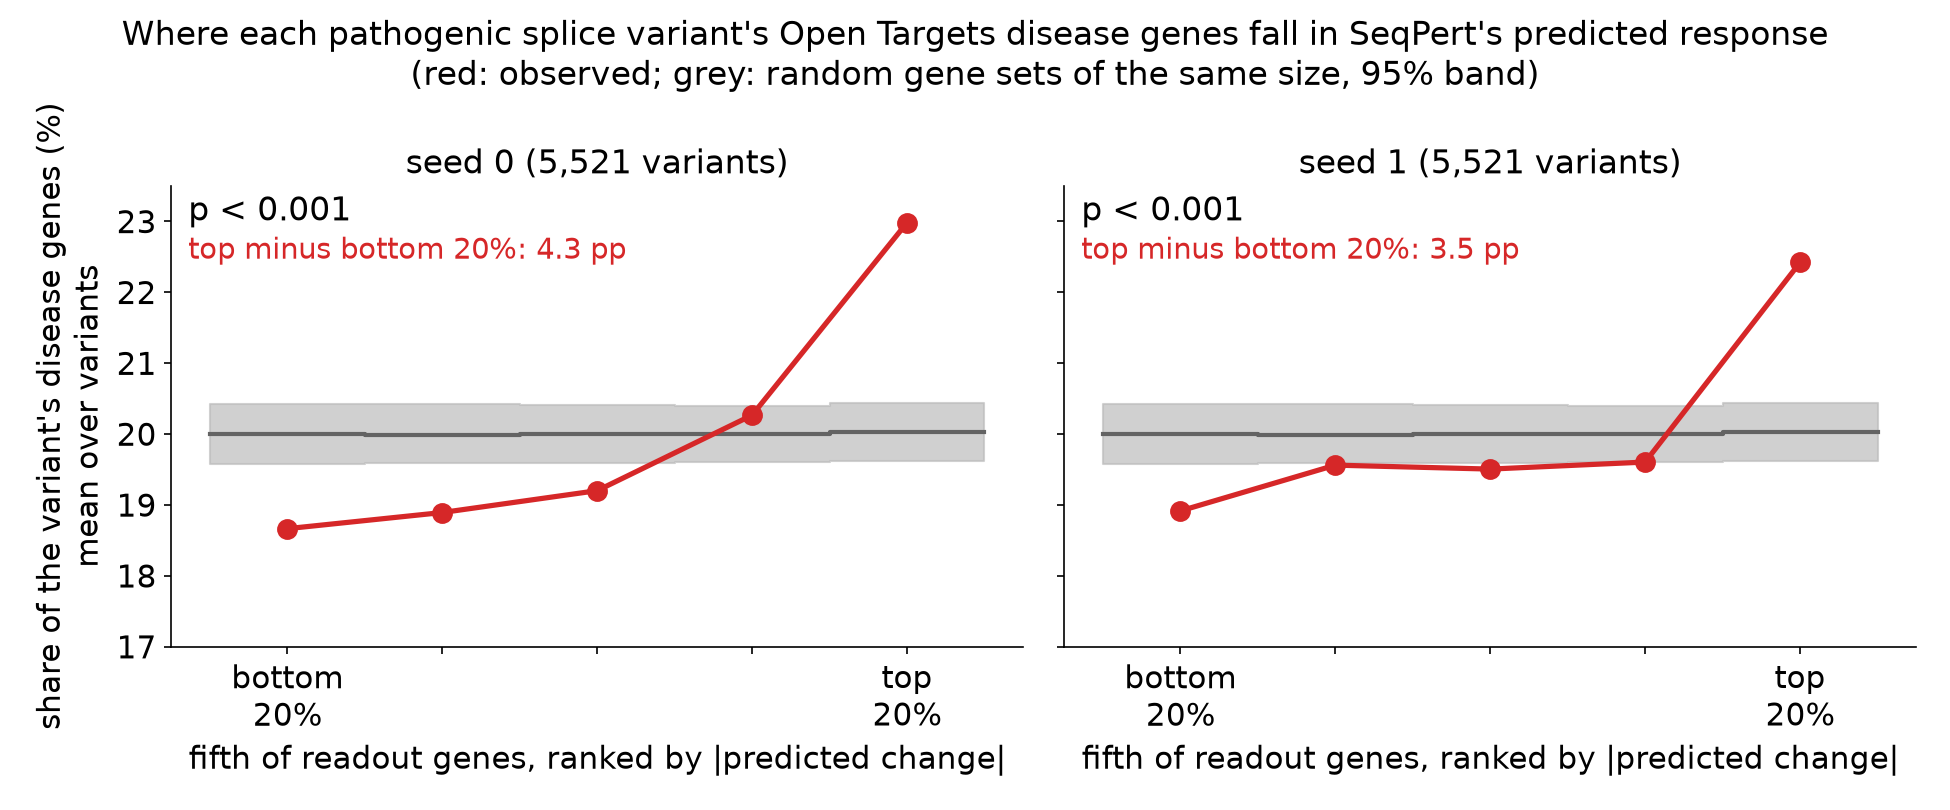 Where each pathogenic splice variant's Open Targets disease genes fall in SeqPert's predicted response
(red: observed; grey: random gene sets of the same size, 95% band)
share of the variant's disease genes (%)
mean over variants
seed 0 (5,521 variants)
p < 0.001
top minus bottom 20%: 4.3 pp
23
22
21
20
19
18
17
bottom
20%
top
20%
fifth of readout genes, ranked by |predicted change|
seed 1 (5,521 variants)
p < 0.001
top minus bottom 20%: 3.5 pp
bottom
20%
top
20%
fifth of readout genes, ranked by |predicted change|